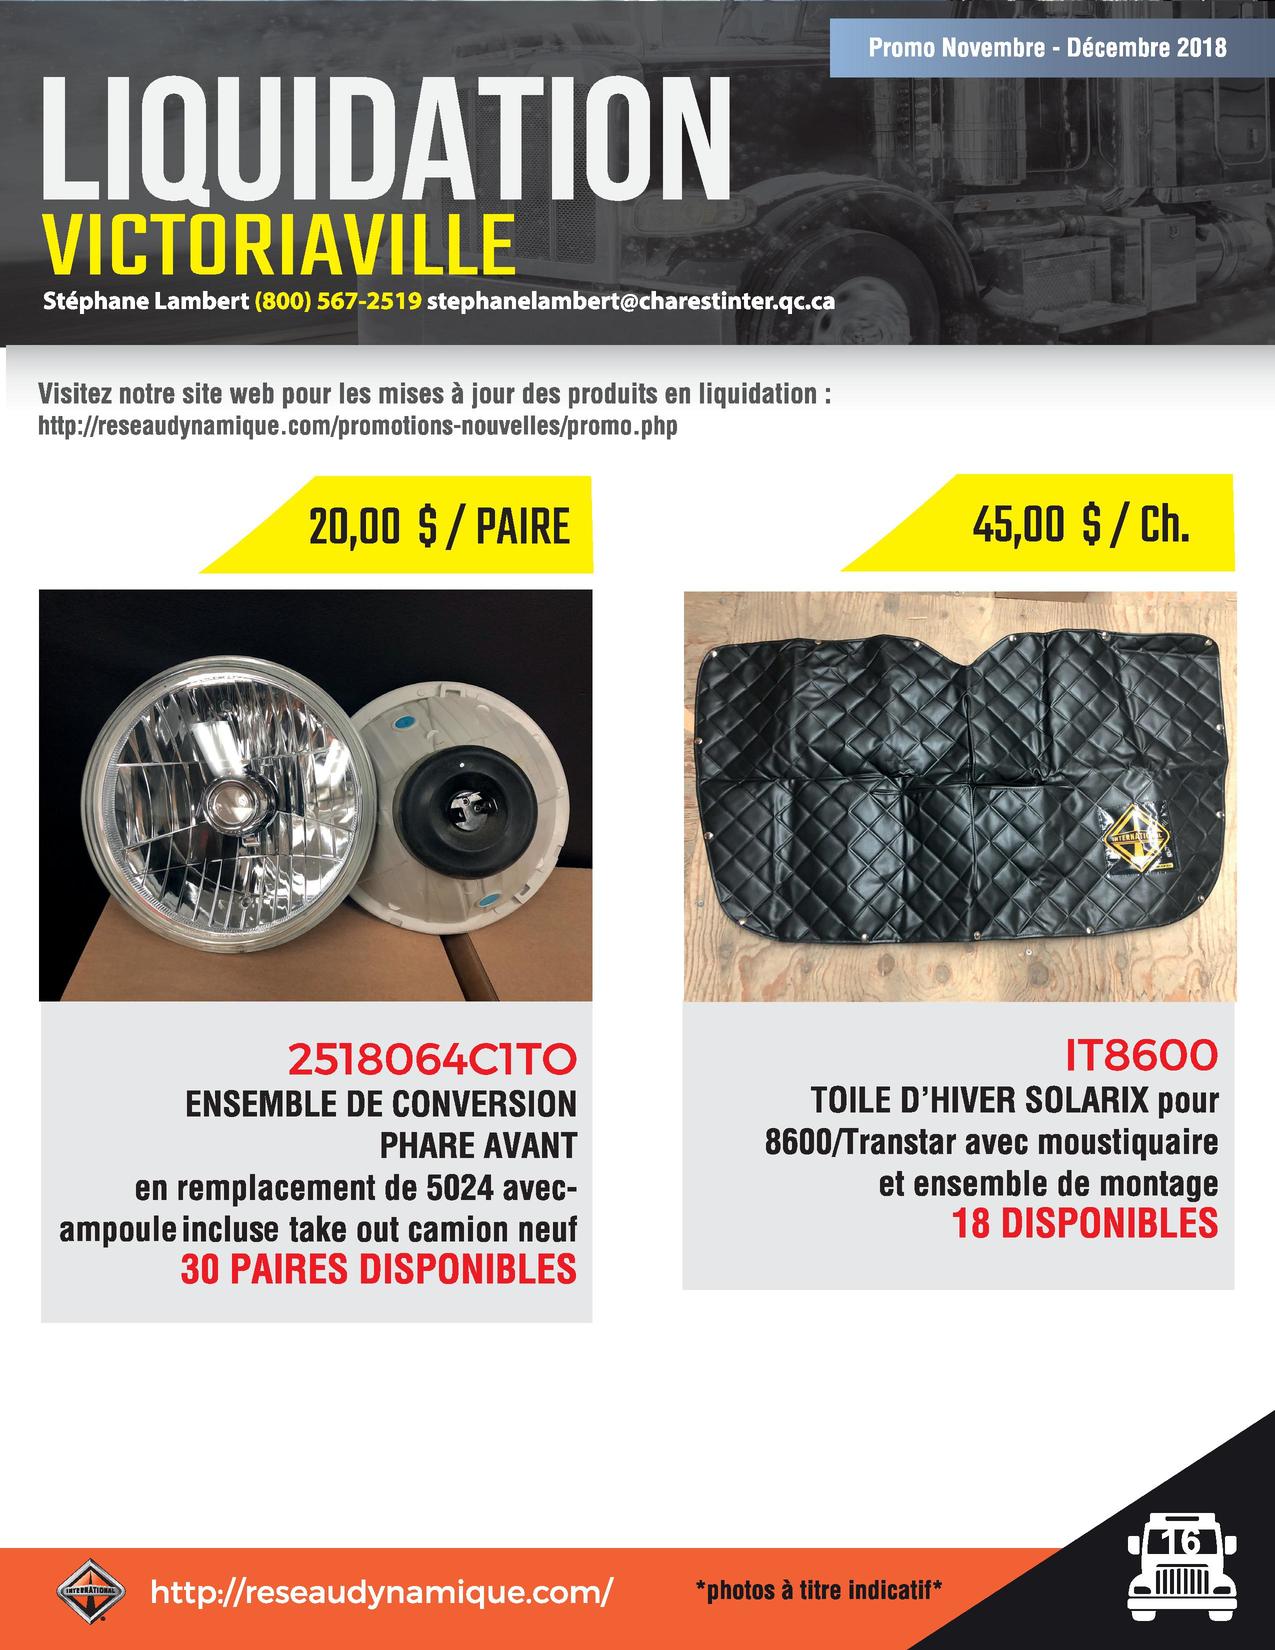 Promo Novembre - Décembre 2018
LIQUIDATION
VICTORIAVILLE
Stéphane Lambert (800) 567-2519 stephanelambert@charestinter.qc.ca
Visitez notre site web pour les mises à jour des produits en liquidation :
http://reseaudynamique.com/promotions-nouvelles/promo.php
20,00 $ / PAIRE
2518064C1TO
ENSEMBLE DE CONVERSION
PHARE AVANT
en remplacement de 5024 avec-
ampoule incluse take out camion neuf
30 PAIRES DISPONIBLES
45,00 $ / Ch.
INTERNATIONAL
IT8600
TOILE D'HIVER SOLARIX pour
8600/Transtar avec moustiquaire
et ensemble de montage
18 DISPONIBLES
INTERNATIONAL
http://reseaudynamique.com/
*photos à titre indicatif*
16